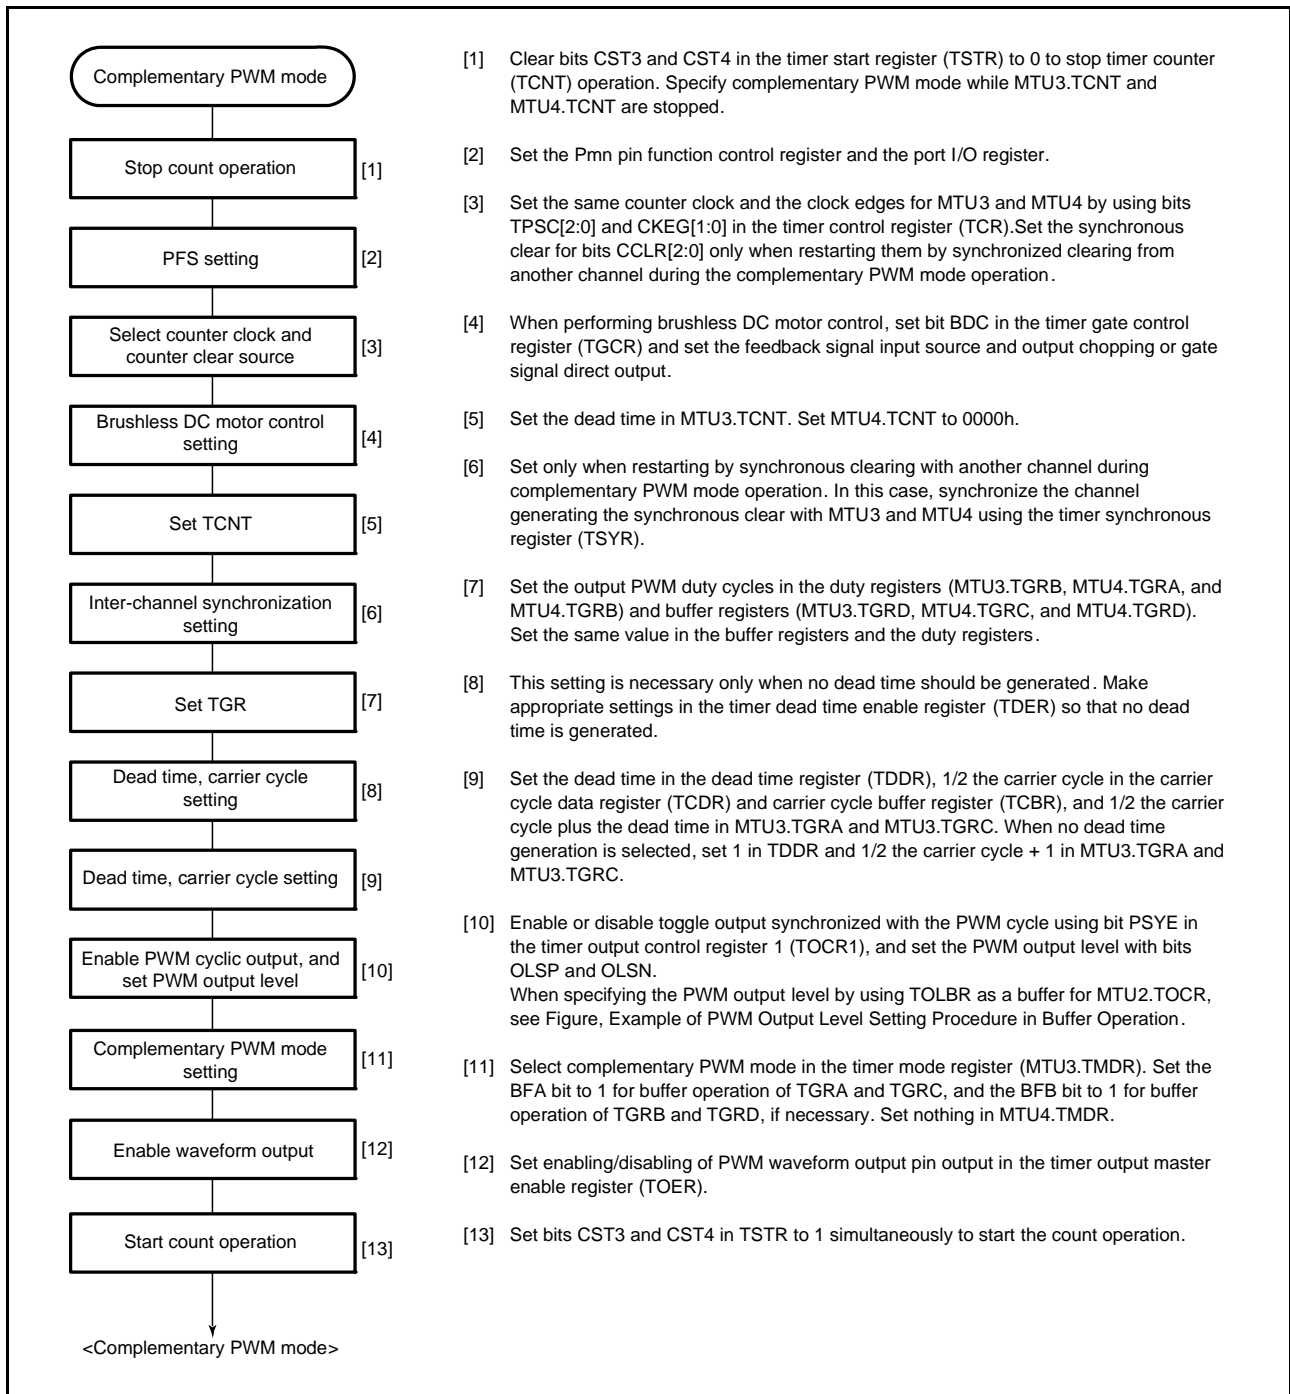 Complementary PWM mode
Stop count operation
[1]
PFS setting
[2]
Select counter clock and
counter clear source
[3]
Brushless DC motor control
setting
[4]
Set TCNT
[5]
Inter-channel synchronization
setting
[6]
Set TGR
[7]
Dead time, carrier cycle
setting
[8]
Dead time, carrier cycle setting
[9]
Enable PWM cyclic output, and
set PWM output level
[10]
Complementary PWM mode
setting
[11]
Enable waveform output
[12]
Start count operation
[13]
<Complementary PWM mode>
[1] Clear bits CST3 and CST4 in the timer start register (TSTR) to 0 to stop timer counter
(TCNT) operation. Specify complementary PWM mode while MTU3.TCNT and
MTU4.TCNT are stopped.
[2] Set the Pmn pin function control register and the port I/O register.
[3] Set the same counter clock and the clock edges for MTU3 and MTU4 by using bits
TPSC[2:0] and CKEG[1:0] in the timer control register (TCR).Set the synchronous
clear for bits CCLR[2:0] only when restarting them by synchronized clearing from
another channel during the complementary PWM mode operation.
[4] When performing brushless DC motor control, set bit BDC in the timer gate control
register (TGCR) and set the feedback signal input source and output chopping or gate
signal direct output.
[5] Set the dead time in MTU3.TCNT. Set MTU4.TCNT to 0000h.
[6] Set only when restarting by synchronous clearing with another channel during
complementary PWM mode operation. In this case, synchronize the channel
generating the synchronous clear with MTU3 and MTU4 using the timer synchronous
register (TSYR).
[7] Set the output PWM duty cycles in the duty registers (MTU3.TGRB, MTU4.TGRA, and
MTU4.TGRB) and buffer registers (MTU3.TGRD, MTU4.TGRC, and MTU4.TGRD).
Set the same value in the buffer registers and the duty registers.
[8] This setting is necessary only when no dead time should be generated. Make
appropriate settings in the timer dead time enable register (TDER) so that no dead
time is generated.
[9] Set the dead time in the dead time register (TDDR), 1/2 the carrier cycle in the carrier
cycle data register (TCDR) and carrier cycle buffer register (TCBR), and 1/2 the carrier
cycle plus the dead time in MTU3.TGRA and MTU3.TGRC. When no dead time
generation is selected, set 1 in TDDR and 1/2 the carrier cycle + 1 in MTU3.TGRA and
MTU3.TGRC.
[10] Enable or disable toggle output synchronized with the PWM cycle using bit PSYE in
the timer output control register 1 (TOCR1), and set the PWM output level with bits
OLSP and OLSN.
When specifying the PWM output level by using TOLBR as a buffer for MTU2.TOCR,
see Figure, Example of PWM Output Level Setting Procedure in Buffer Operation.
[11] Select complementary PWM mode in the timer mode register (MTU3.TMDR). Set the
BFA bit to 1 for buffer operation of TGRA and TGRC, and the BFB bit to 1 for buffer
operation of TGRB and TGRD, if necessary. Set nothing in MTU4.TMDR.
[12] Set enabling/disabling of PWM waveform output pin output in the timer output master
enable register (TOER).
[13] Set bits CST3 and CST4 in TSTR to 1 simultaneously to start the count operation.